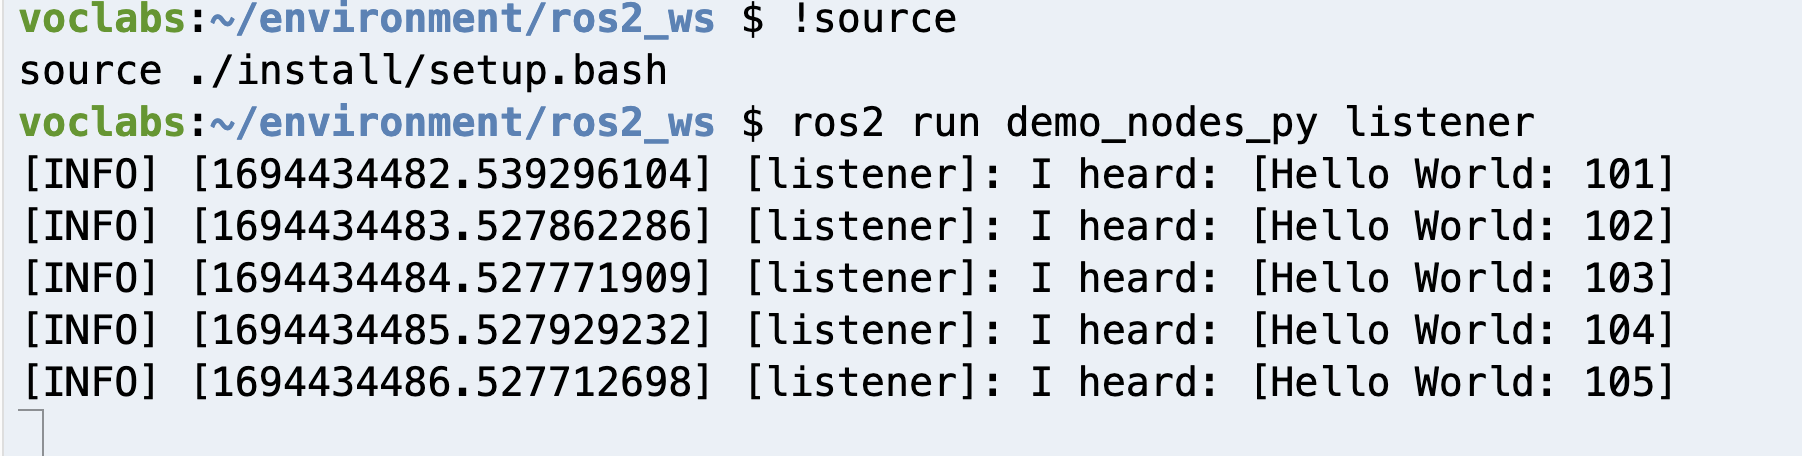 voclabs:~/environment/ros2_ws $ !source
source ./install/setup.bash
voclabs:~/environment/ros2_ws $ ros2 run demo_nodes_py listener
[INFO] [1694434482.539296104] [listener]: I heard: [Hello World: 101]
[INFO] [1694434483.527862286] [listener]: I heard: [Hello World: 102]
[INFO] [1694434484.527771909] [listener]: I heard: [Hello World: 103]
[INFO] [1694434485.527929232] [listener]: I heard: [Hello World: 104]
[INFO] [1694434486.527712698] [listener]: I heard: [Hello World: 105]